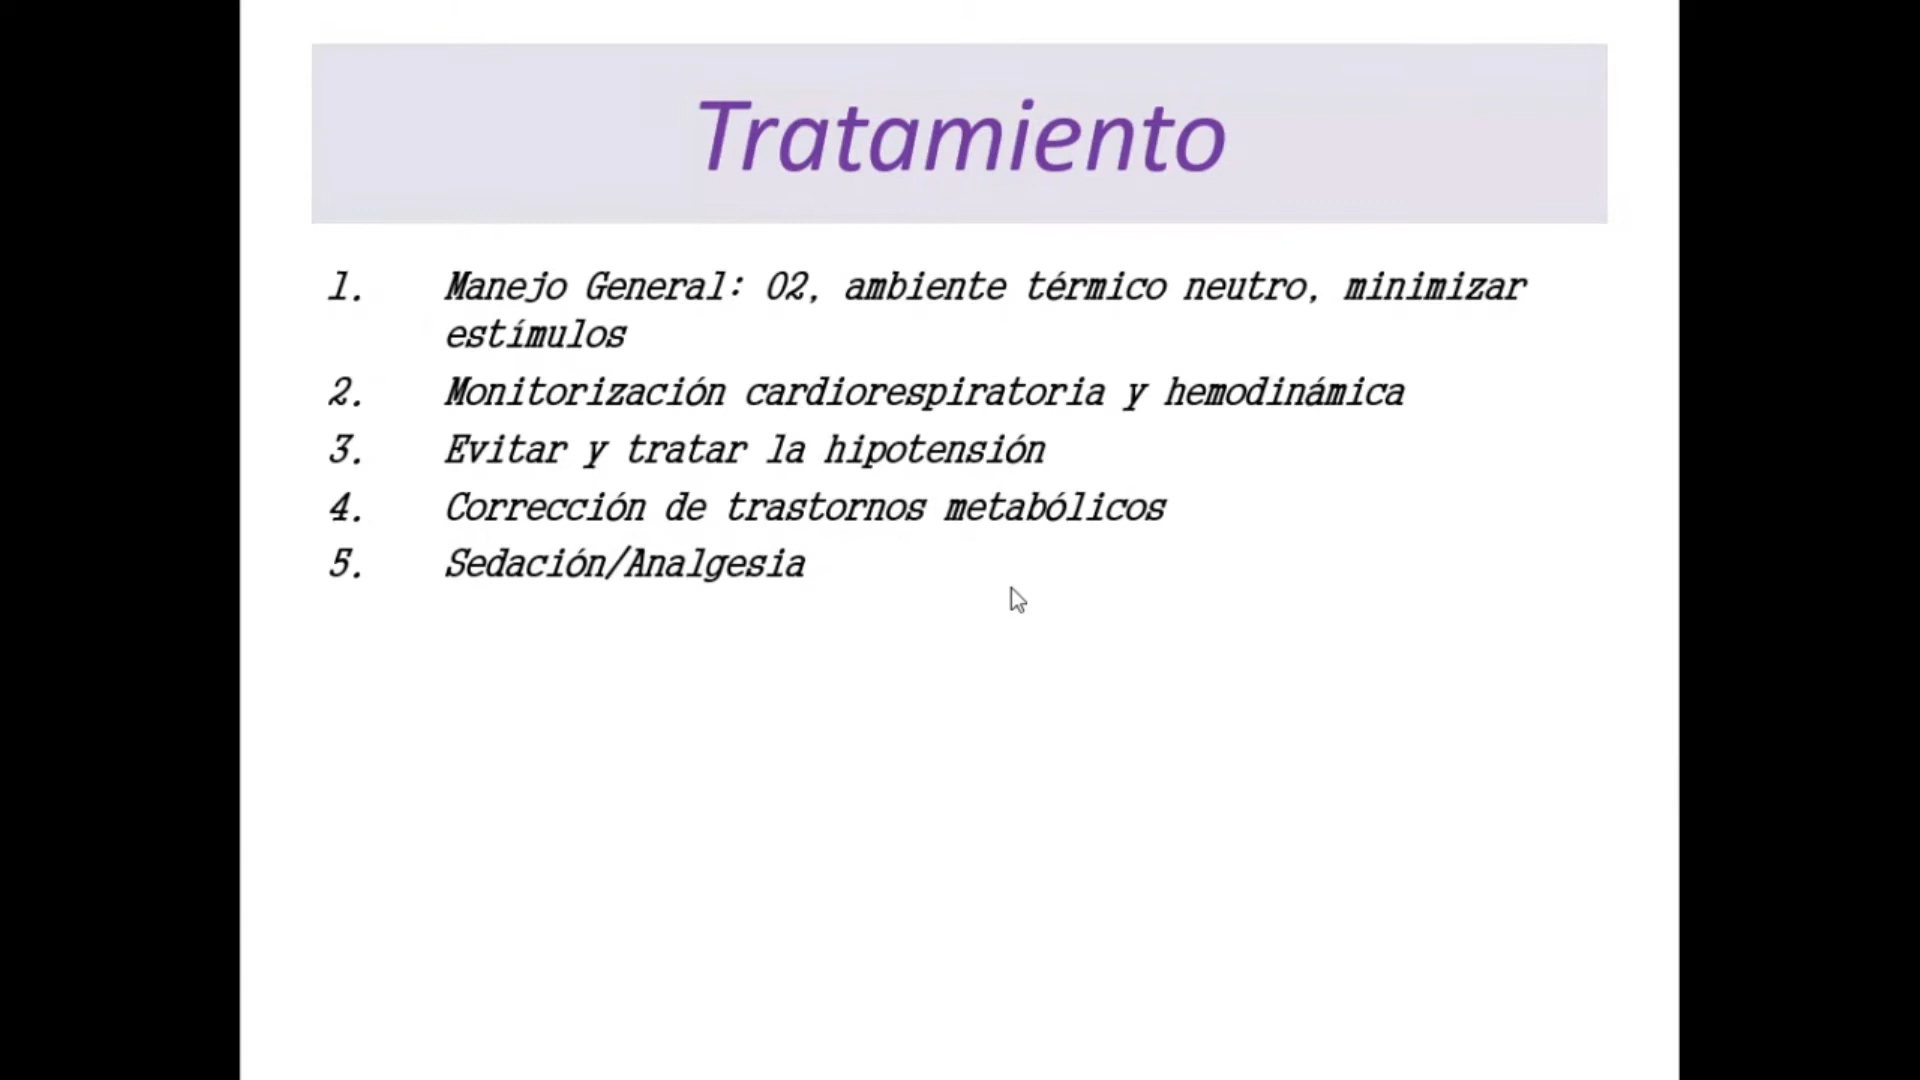 Tratamiento
1. Manejo General: 02, ambiente térmico neutro, minimizar
estímulos
2. Monitorización cardiorespiratoria y hemodinámica
3. Evitar y tratar la hipotensión
4. Corrección de trastornos metabólicos
5. Sedación/Analgesia